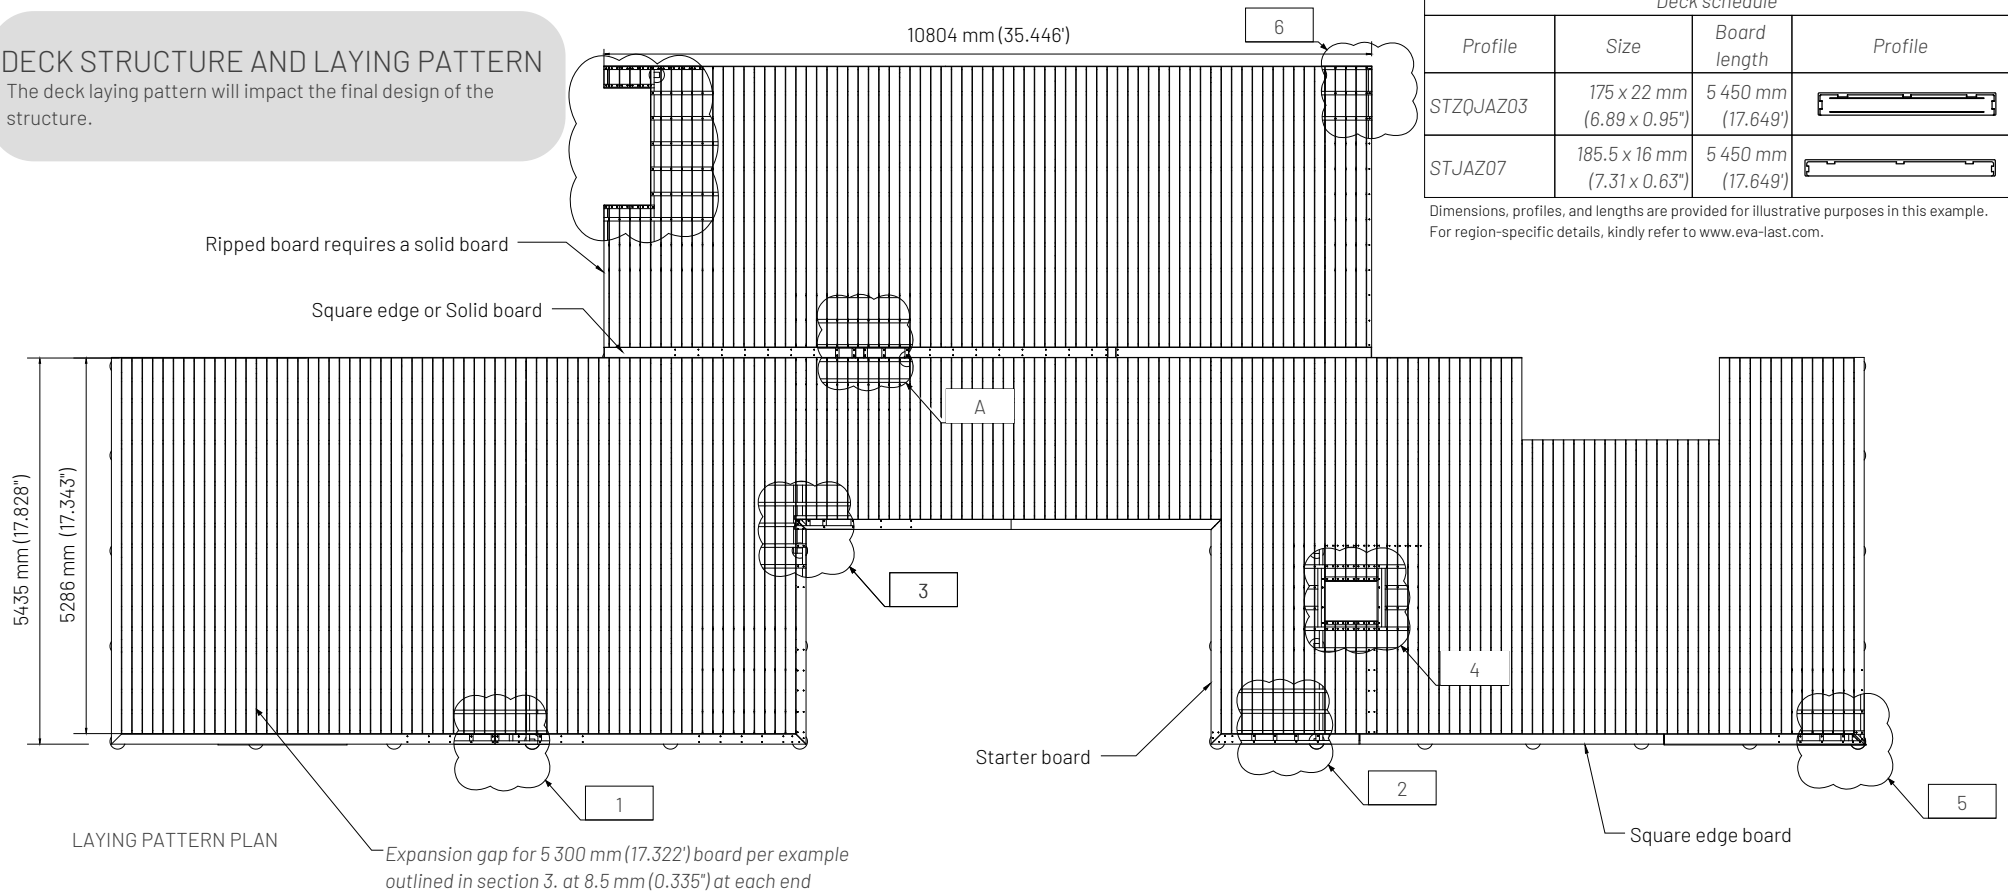 DECK STRUCTURE AND LAYING PATTERN
The deck laying pattern will impact the final design of the
structure.
10804 mm (35.446')
6
Deck schedule
Profile
Size
Board
length
Profile
STZQJAZ03
175 x 22 mm
(6.89 x 0.95")
5 450 mm
(17.649')
STJAZ07
185.5 x 16 mm
(7.31 x 0.63")
5 450 mm
(17.649')
Dimensions, profiles, and lengths are provided for illustrative purposes in this example.
For region-specific details, kindly refer to www.eva-last.com.
Ripped board requires a solid board
Square edge or Solid board
A
5435 mm (17.828")
5286 mm (17.343")
3
4
Starter board
1
2
5
Square edge board
LAYING PATTERN PLAN
Expansion gap for 5 300 mm (17.322') board per example
outlined in section 3. at 8.5 mm (0.335") at each end